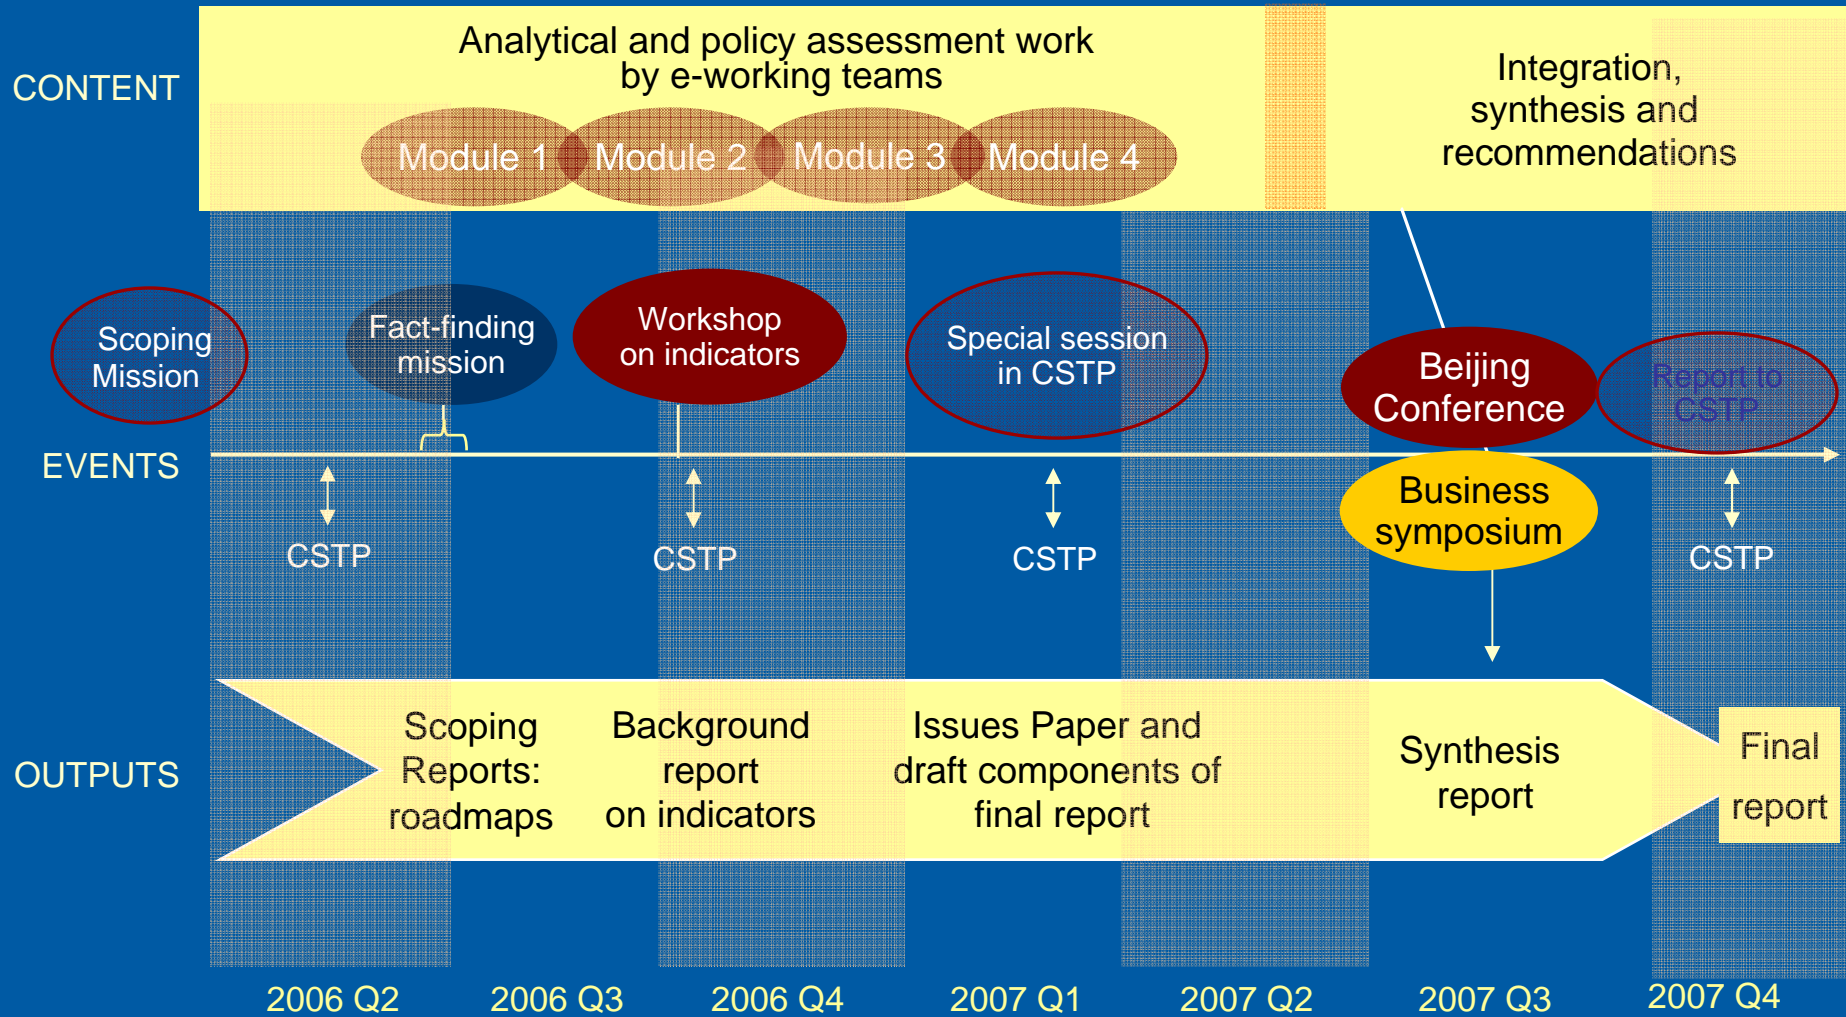 CONTENT
Analytical and policy assessment work
by e-working teams
Module 1
Module 2
Module 3
Module 4
Integration,
synthesis and
recommendations
EVENTS
Scoping
Mission
Fact-finding
mission
Workshop
on indicators
Special session
in CSTP
Beijing
Conference
Report to
CSTP
Business
symposium
CSTP
CSTP
CSTP
CSTP
OUTPUTS
Scoping
Reports:
roadmaps
Background
report
on indicators
Issues Paper and
draft components of
final report
Synthesis
report
Final
report
2006 Q2
2006 Q3
2006 Q4
2007 Q1
2007 Q2
2007 Q3
2007 Q4